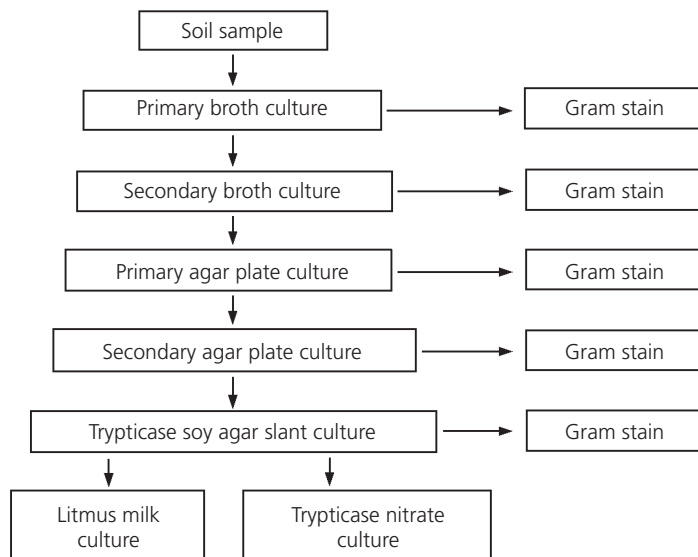 Soil sample
Primary broth culture
Gram stain
Secondary broth culture
Gram stain
Primary agar plate culture
Gram stain
Secondary agar plate culture
Gram stain
Trypticase soy agar slant culture
Gram stain
Litmus milk
culture
Trypticase nitrate
culture